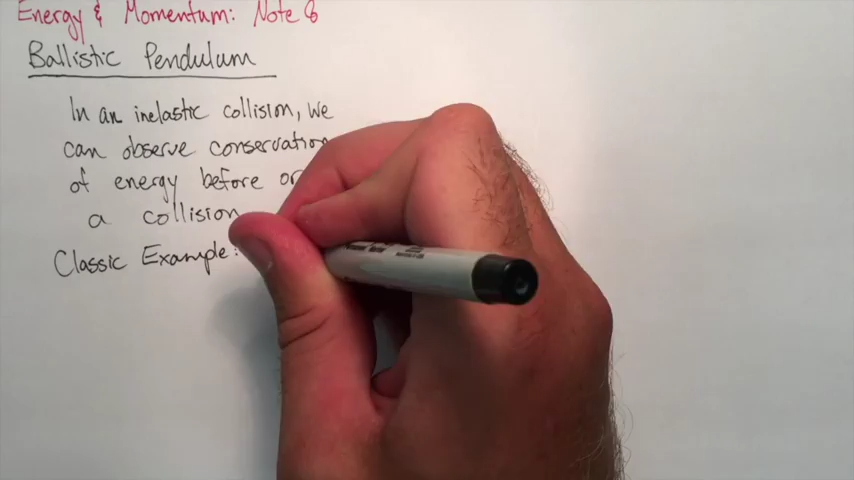 Energy & Momentum: Note 8
Ballistic Pendulum
In an inelastic collision, we
can observe conservation
of energy before or
a collision
Classic Example: